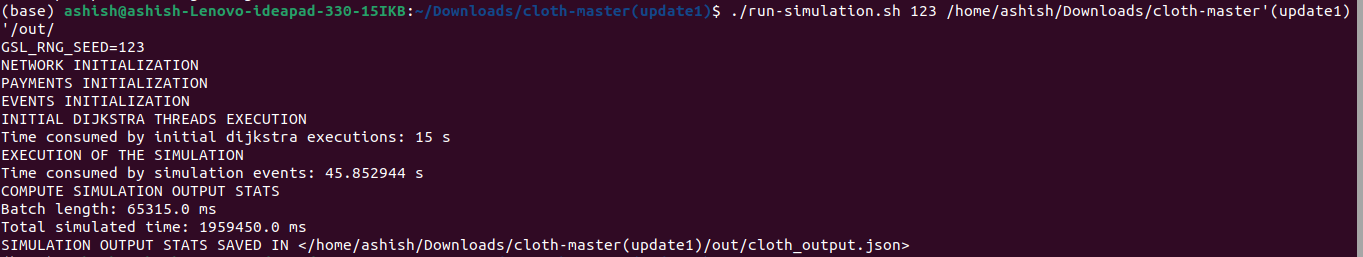 (base) ashish@ashish-Lenovo-ideapad-330-15IKB:~/Downloads/cloth-master(update1)$ ./run-simulation.sh 123 /home/ashish/Downloads/cloth-master'(update1)
'/out/
GSL_RNG_SEED=123
NETWORK INITIALIZATION
PAYMENTS INITIALIZATION
EVENTS INITIALIZATION
INITIAL DIJKSTRA THREADS EXECUTION
Time consumed by initial dijkstra executions: 15 s
EXECUTION OF THE SIMULATION
Time consumed by simulation events: 45.852944 s
COMPUTE SIMULATION OUTPUT STATS
Batch length: 65315.0 ms
Total simulated time: 1959450.0 ms
SIMULATION OUTPUT STATS SAVED IN </home/ashish/Downloads/cloth-master(update1)/out/cloth_output.json>